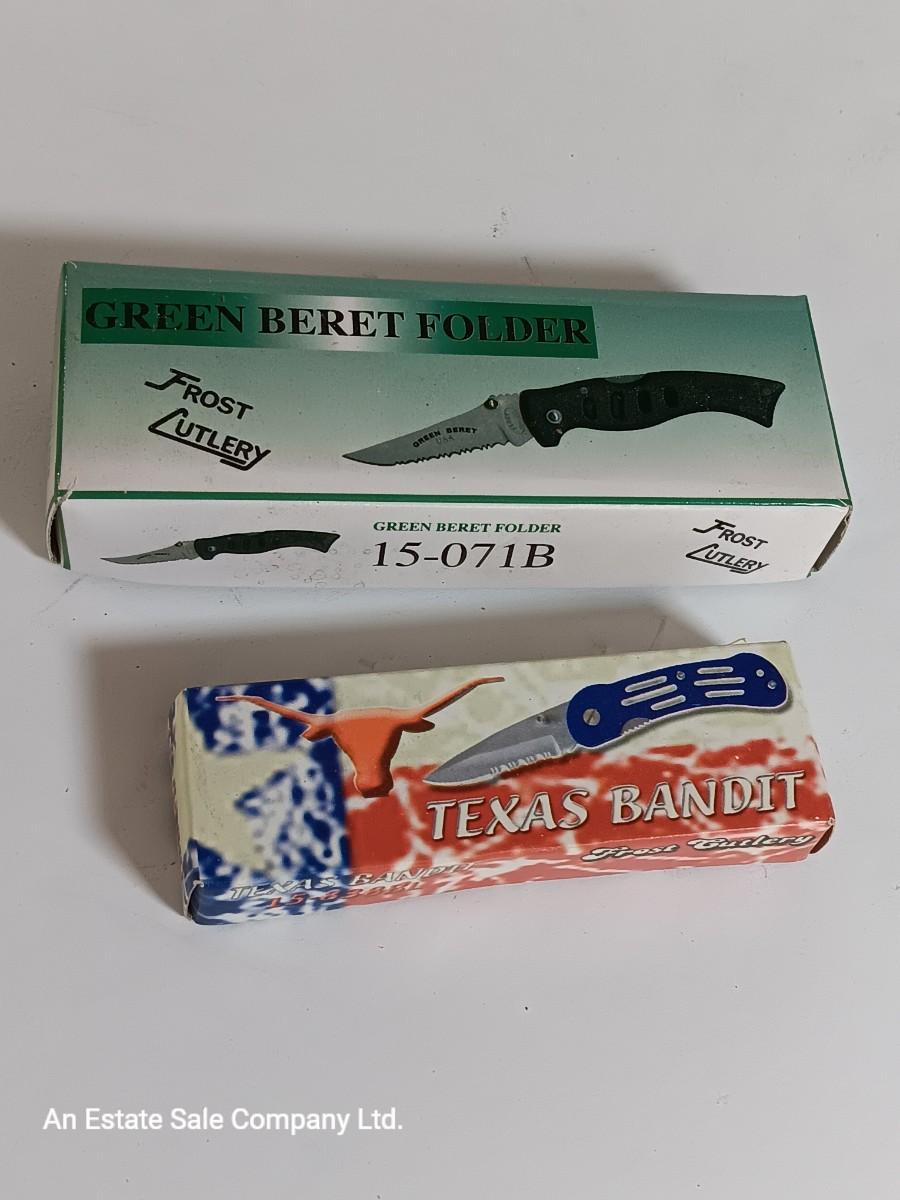 GREEN BERET FOLDER
FROST
CUTLERY
GREEN BERET
USA
GREEN BERET FOLDER
15-071B
FROST
CUTLERY
TEXAS BANDIT
Frost Cutlery
TEXAS BANDIT
An Estate Sale Company Ltd.